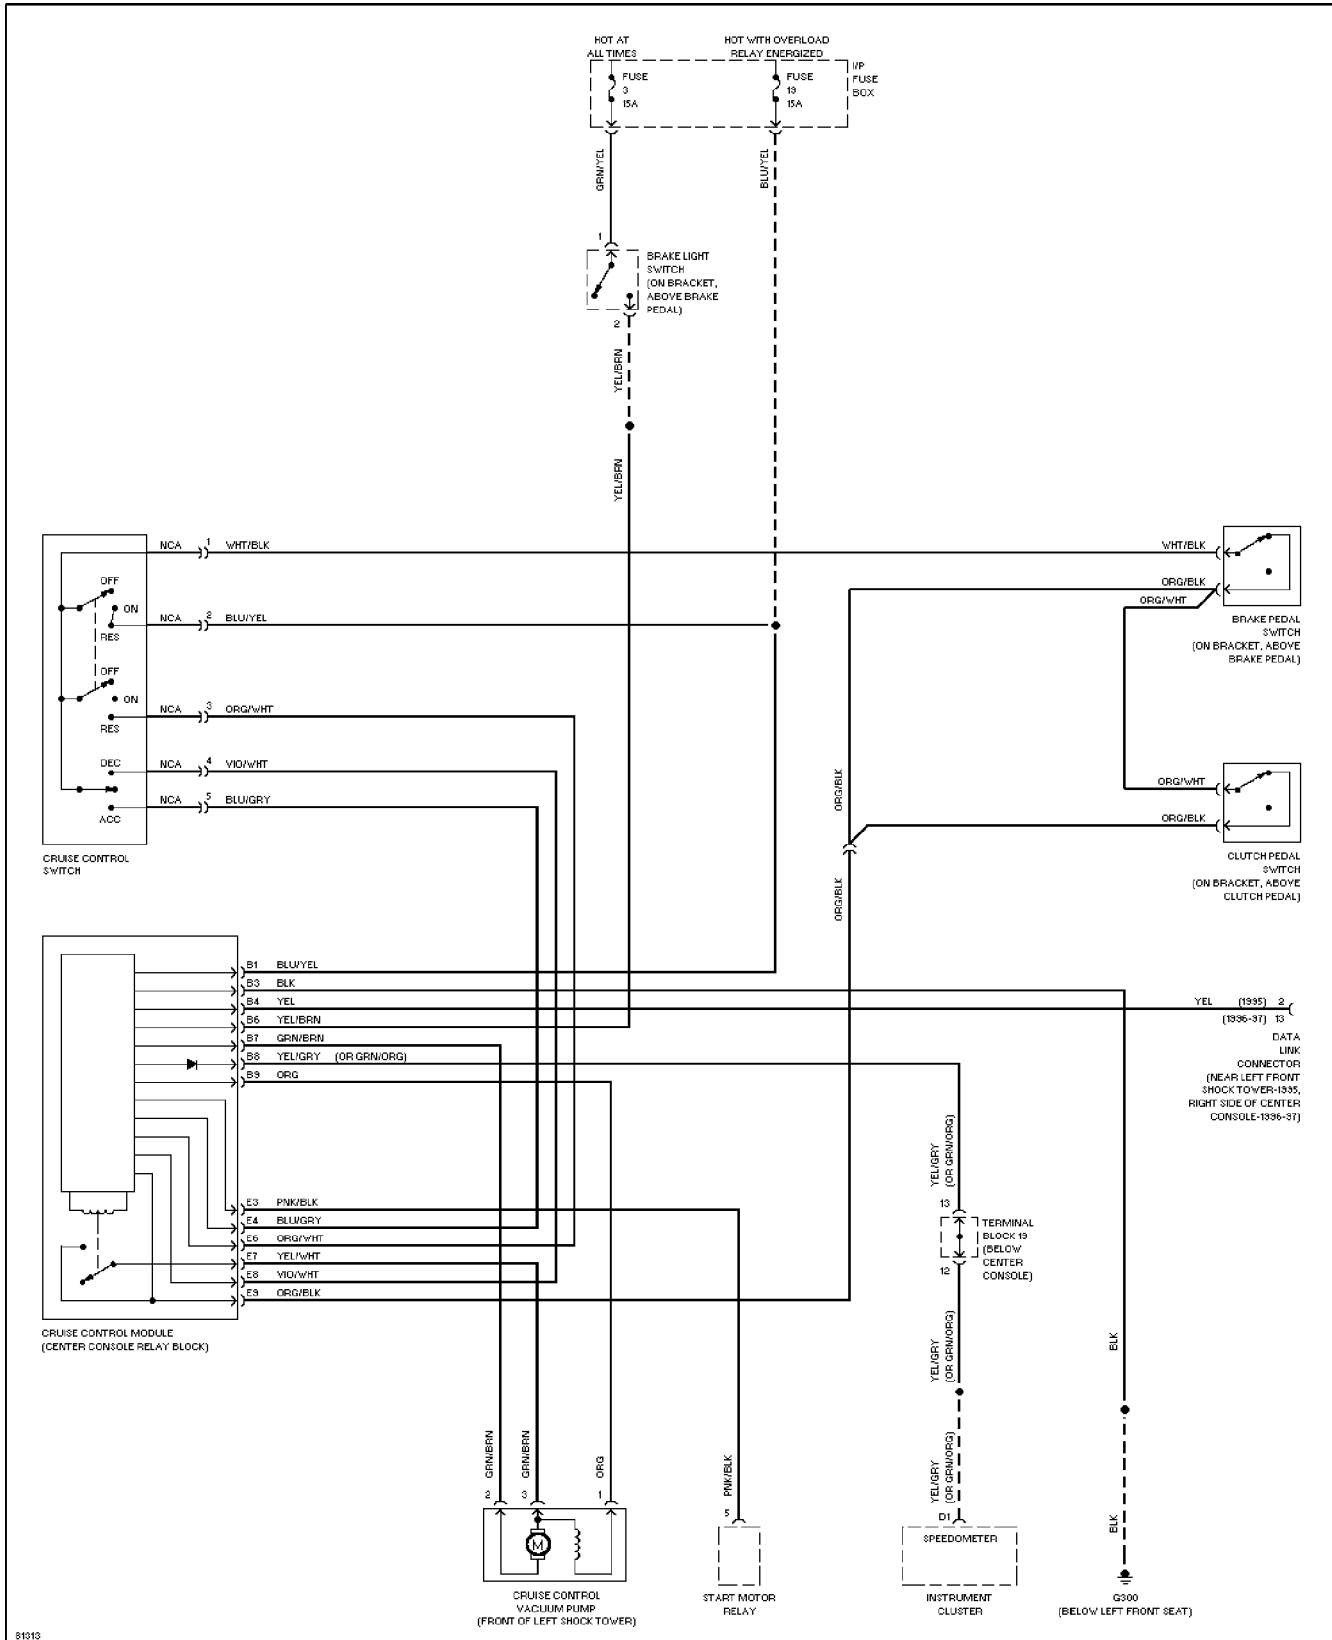 HOT AT
ALL TIMES
HOT WITH OVERLOAD
RELAY ENERGIZED
FUSE
3
15A
FUSE
19
15A
I/P
FUSE
BOX
GRN/YEL
BLU/YEL
1
BRAKE LIGHT
SWITCH
(ON BRACKET,
ABOVE BRAKE
PEDAL)
2
YEL/BRN
YEL/BRN
NCA 1 WHT/BLK
WHT/BLK
OFF
ON
RES
NCA 2 BLU/YEL
ORG/BLK
ORG/WHT
BRAKE PEDAL
SWITCH
(ON BRACKET, ABOVE
BRAKE PEDAL)
OFF
ON
RES
NCA 3 ORG/WHT
DEC
NCA 4 VIO/WHT
NCA 5 BLU/GRY
ACC
ORG/BLK
ORG/WHT
ORG/BLK
CRUISE CONTROL
SWITCH
CLUTCH PEDAL
SWITCH
(ON BRACKET, ABOVE
CLUTCH PEDAL)
ORG/BLK
B1 BLU/YEL
B3 BLK
B4 YEL
B6 YEL/BRN
B7 GRN/BRN
B8 YEL/GRY (OR GRN/ORG)
B9 ORG
YEL (1995) 2
(1996-97) 13
DATA
LINK
CONNECTOR
(NEAR LEFT FRONT
SHOCK TOWER-1995,
RIGHT SIDE OF CENTER
CONSOLE-1996-97)
YEL/GRY
(OR GRN/ORG)
E3 PNK/BLK
E4 BLU/GRY
E6 ORG/WHT
E7 YEL/WHT
E8 VIO/WHT
E9 ORG/BLK
13
TERMINAL
BLOCK 19
(BELOW
CENTER
CONSOLE)
12
CRUISE CONTROL MODULE
(CENTER CONSOLE RELAY BLOCK)
YEL/GRY
(OR GRN/ORG)
BLK
GRN/BRN
GRN/BRN
ORG
PNK/BLK
YEL/GRY
(OR GRN/ORG)
BLK
2
3
1
5
D1
M
SPEEDOMETER
CRUISE CONTROL
VACUUM PUMP
(FRONT OF LEFT SHOCK TOWER)
START MOTOR
RELAY
INSTRUMENT
CLUSTER
G300
(BELOW LEFT FRONT SEAT)
81313